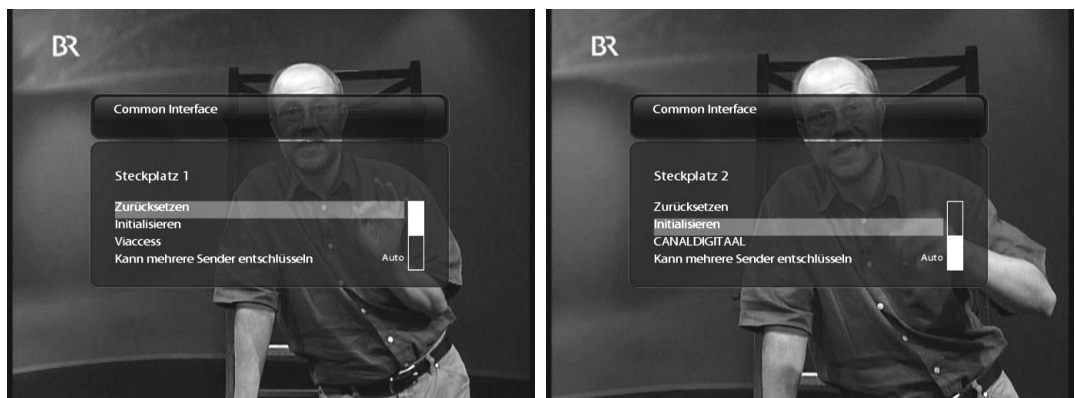 BR
Common Interface
Steckplatz 1
Zurücksetzen
Initialisieren
Viaccess
Kann mehrere Sender entschlüsseln Auto
BR
Common Interface
Steckplatz 2
Zurücksetzen
Initialisieren
CANALDIGITAAL
Kann mehrere Sender entschlüsseln Auto